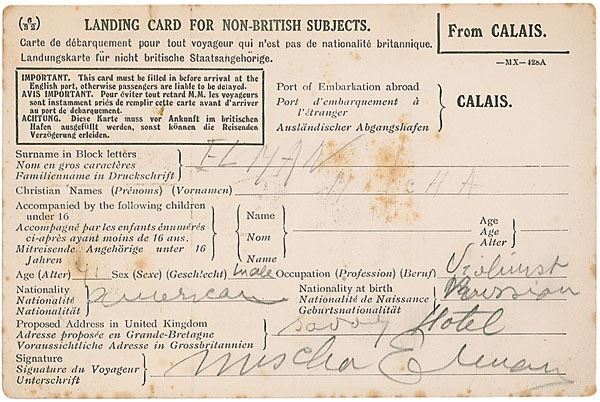 (6/32) LANDING CARD FOR NON-BRITISH SUBJECTS.
From CALAIS.
Carte de débarquement pour tout voyageur qui n'est pas de nationalité britannique.
Landungskarte für nicht britische Staatsangehörige.
—MX—428A
IMPORTANT. This card must be filled in before arrival at the
English port, otherwise passengers are liable to be delayed.
AVIS IMPORTANT. Pour éviter tout retard M.M. les voyageurs
sont instamment priés de remplir cette carte avant d'arriver
au port de débarquement.
ACHTUNG. Diese Karte muss vor Ankunft im britischen
Hafen ausgefüllt werden, sonst können die Reisenden
Verzögerung erleiden.
Port of Embarkation abroad
Port d'embarquement à
l'étranger
Ausländischer Abgangshafen
CALAIS.
Surname in Block letters
Nom en gros caractères
Familienname in Druckschrift
ELMAN
Christian Names (Prénoms) (Vornamen) MISCHA
Accompanied by the following children
under 16
Accompagné par les enfants énumérés
ci-après ayant moins de 16 ans.
Mitreisende Angehörige unter 16
Jahren
Name
Nom
Name
Age
Age
Alter
Age (Alter) 41 Sex (Sexe) (Geschlecht) male Occupation (Profession) (Beruf) Violinist
Nationality
Nationalité
Nationalität
American
Nationality at birth
Nationalité de Naissance
Geburtsnationalität
Russian
Proposed Address in United Kingdom
Adresse proposée en Grande-Bretagne
Voraussichtliche Adresse in Grossbritannien
Savoy Hotel
Signature
Signature du Voyageur
Unterschrift
Mischa Elman